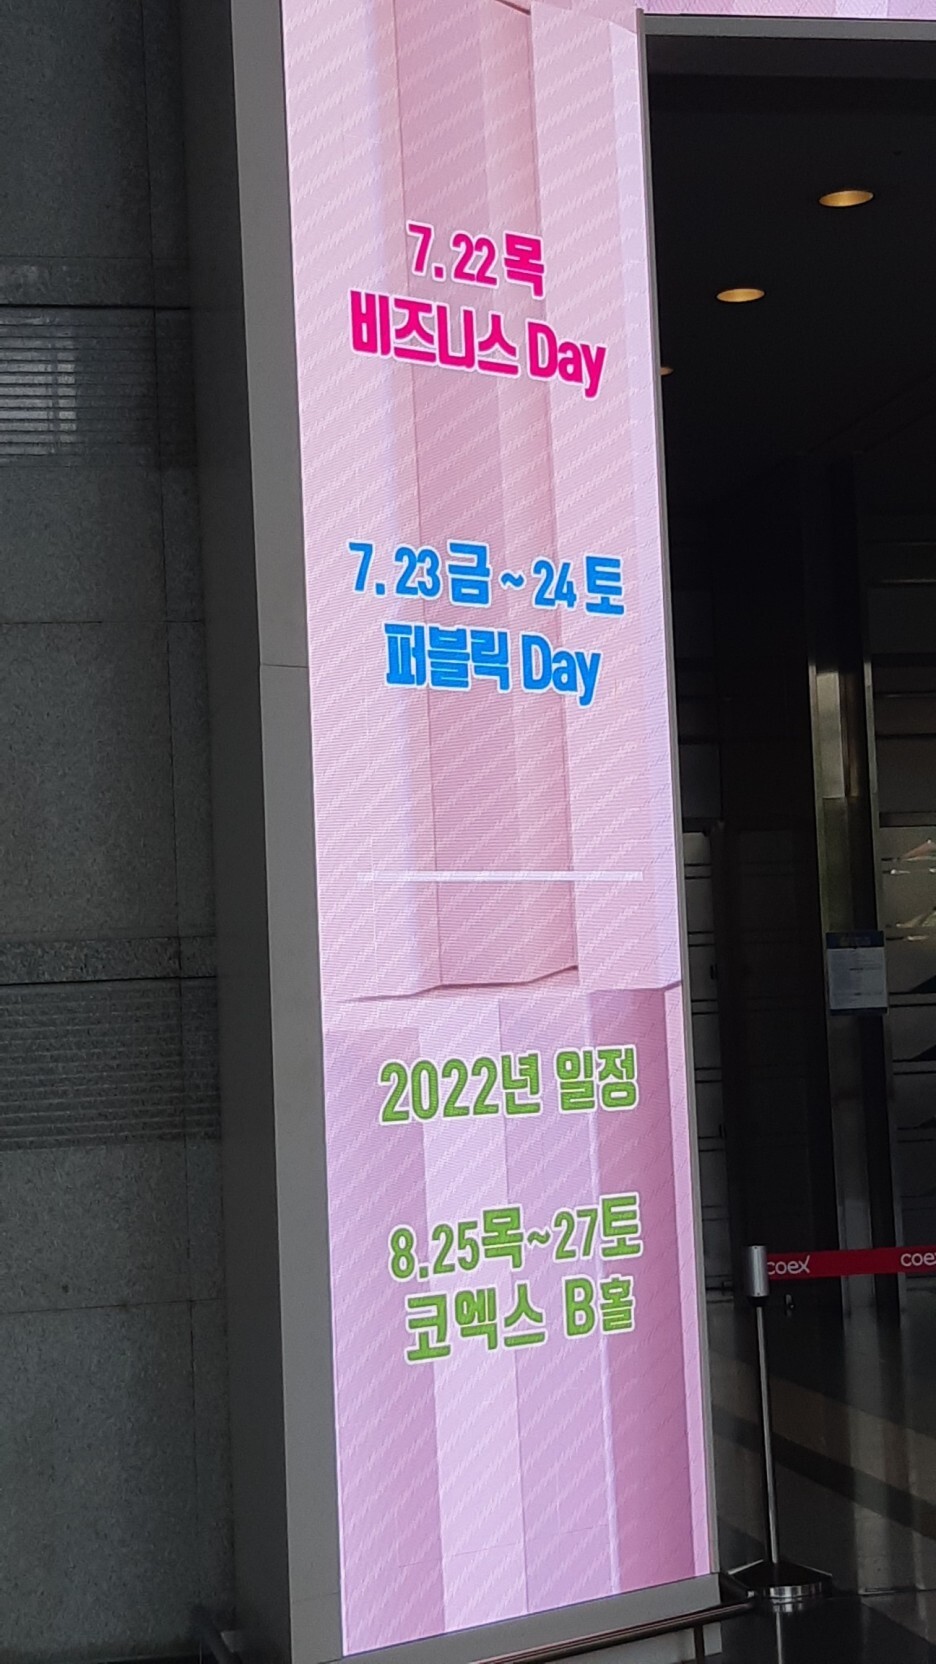 7.22목
비즈니스 Day
7.23금~24토
퍼블릭 Day
2022년 일정
8.25목~27토
코엑스 B홀
coex